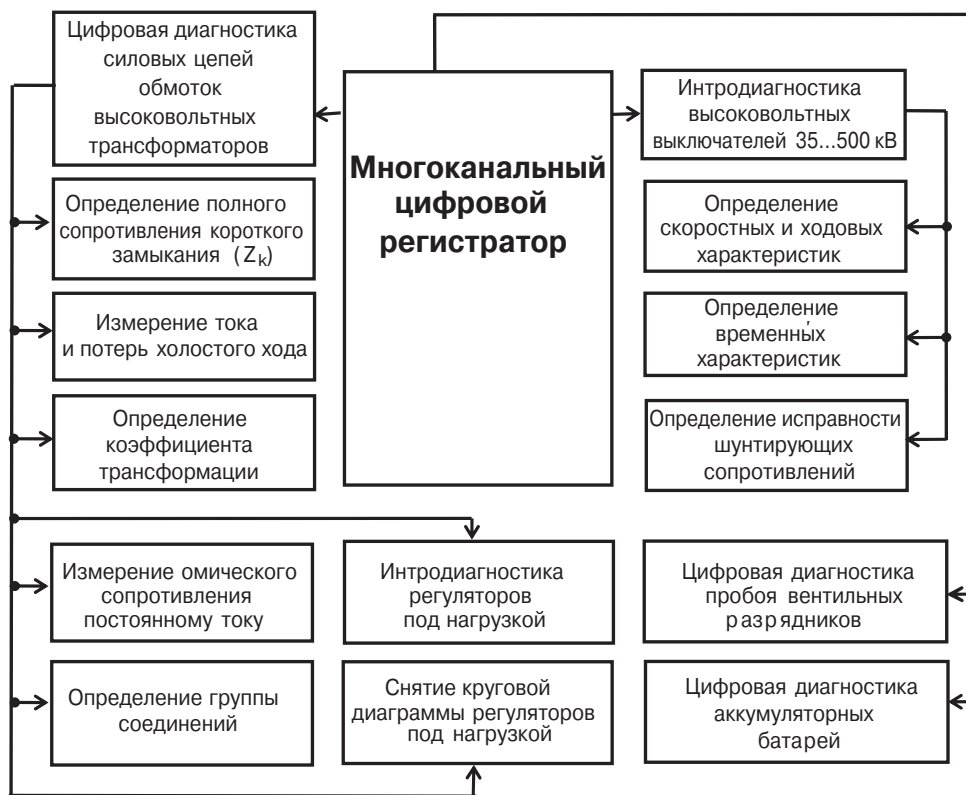 Цифровая диагностика
силовых цепей
обмоток
высоковольтных
трансформаторов
Многоканальный
цифровой
регистратор
Интродиагностика
высоковольтных
выключателей 35...500 кВ
Определение полного
сопротивления короткого
замыкания (Zk)
Определение
скоростных и ходовых
характеристик
Измерение тока
и потерь холостого хода
Определение
временны́х
характеристик
Определение
коэффициента
трансформации
Определение исправности
шунтирующих
сопротивлений
Измерение омического
сопротивления
постоянному току
Интродиагностика
регуляторов
под нагрузкой
Цифровая диагностика
пробоя вентильных
разрядников
Определение группы
соединений
Снятие круговой
диаграммы регуляторов
под нагрузкой
Цифровая диагностика
аккумуляторных
батарей